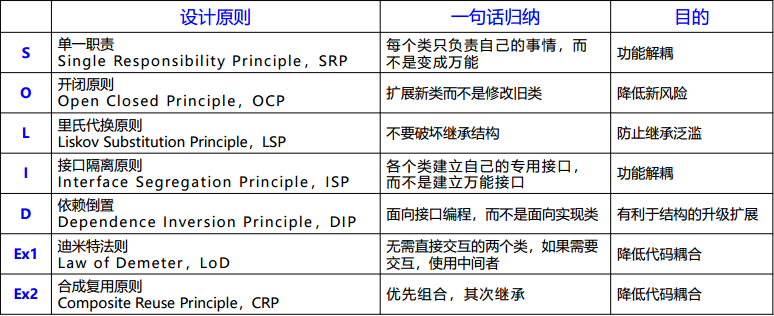 设计原则 一句话归纳 目的
S
单一职责
Single Responsibility Principle, SRP
每个类只负责自己的事情，而
不是变成万能
功能解耦
O
开闭原则
Open Closed Principle, OCP
扩展新类而不是修改旧类
降低新风险
L
里氏代换原则
Liskov Substitution Principle, LSP
不要破坏继承结构
防止继承泛滥
I
接口隔离原则
Interface Segregation Principle, ISP
各个类建立自己的专用接口，
而不是建立万能接口
功能解耦
D
依赖倒置
Dependence Inversion Principle, DIP
面向接口编程，而不是面向实现类
有利于结构的升级扩展
Ex1
迪米特法则
Law of Demeter, LoD
无需直接交互的两个类，如果需要
交互，使用中间者
降低代码耦合
Ex2
合成复用原则
Composite Reuse Principle, CRP
优先组合，其次继承
降低代码耦合